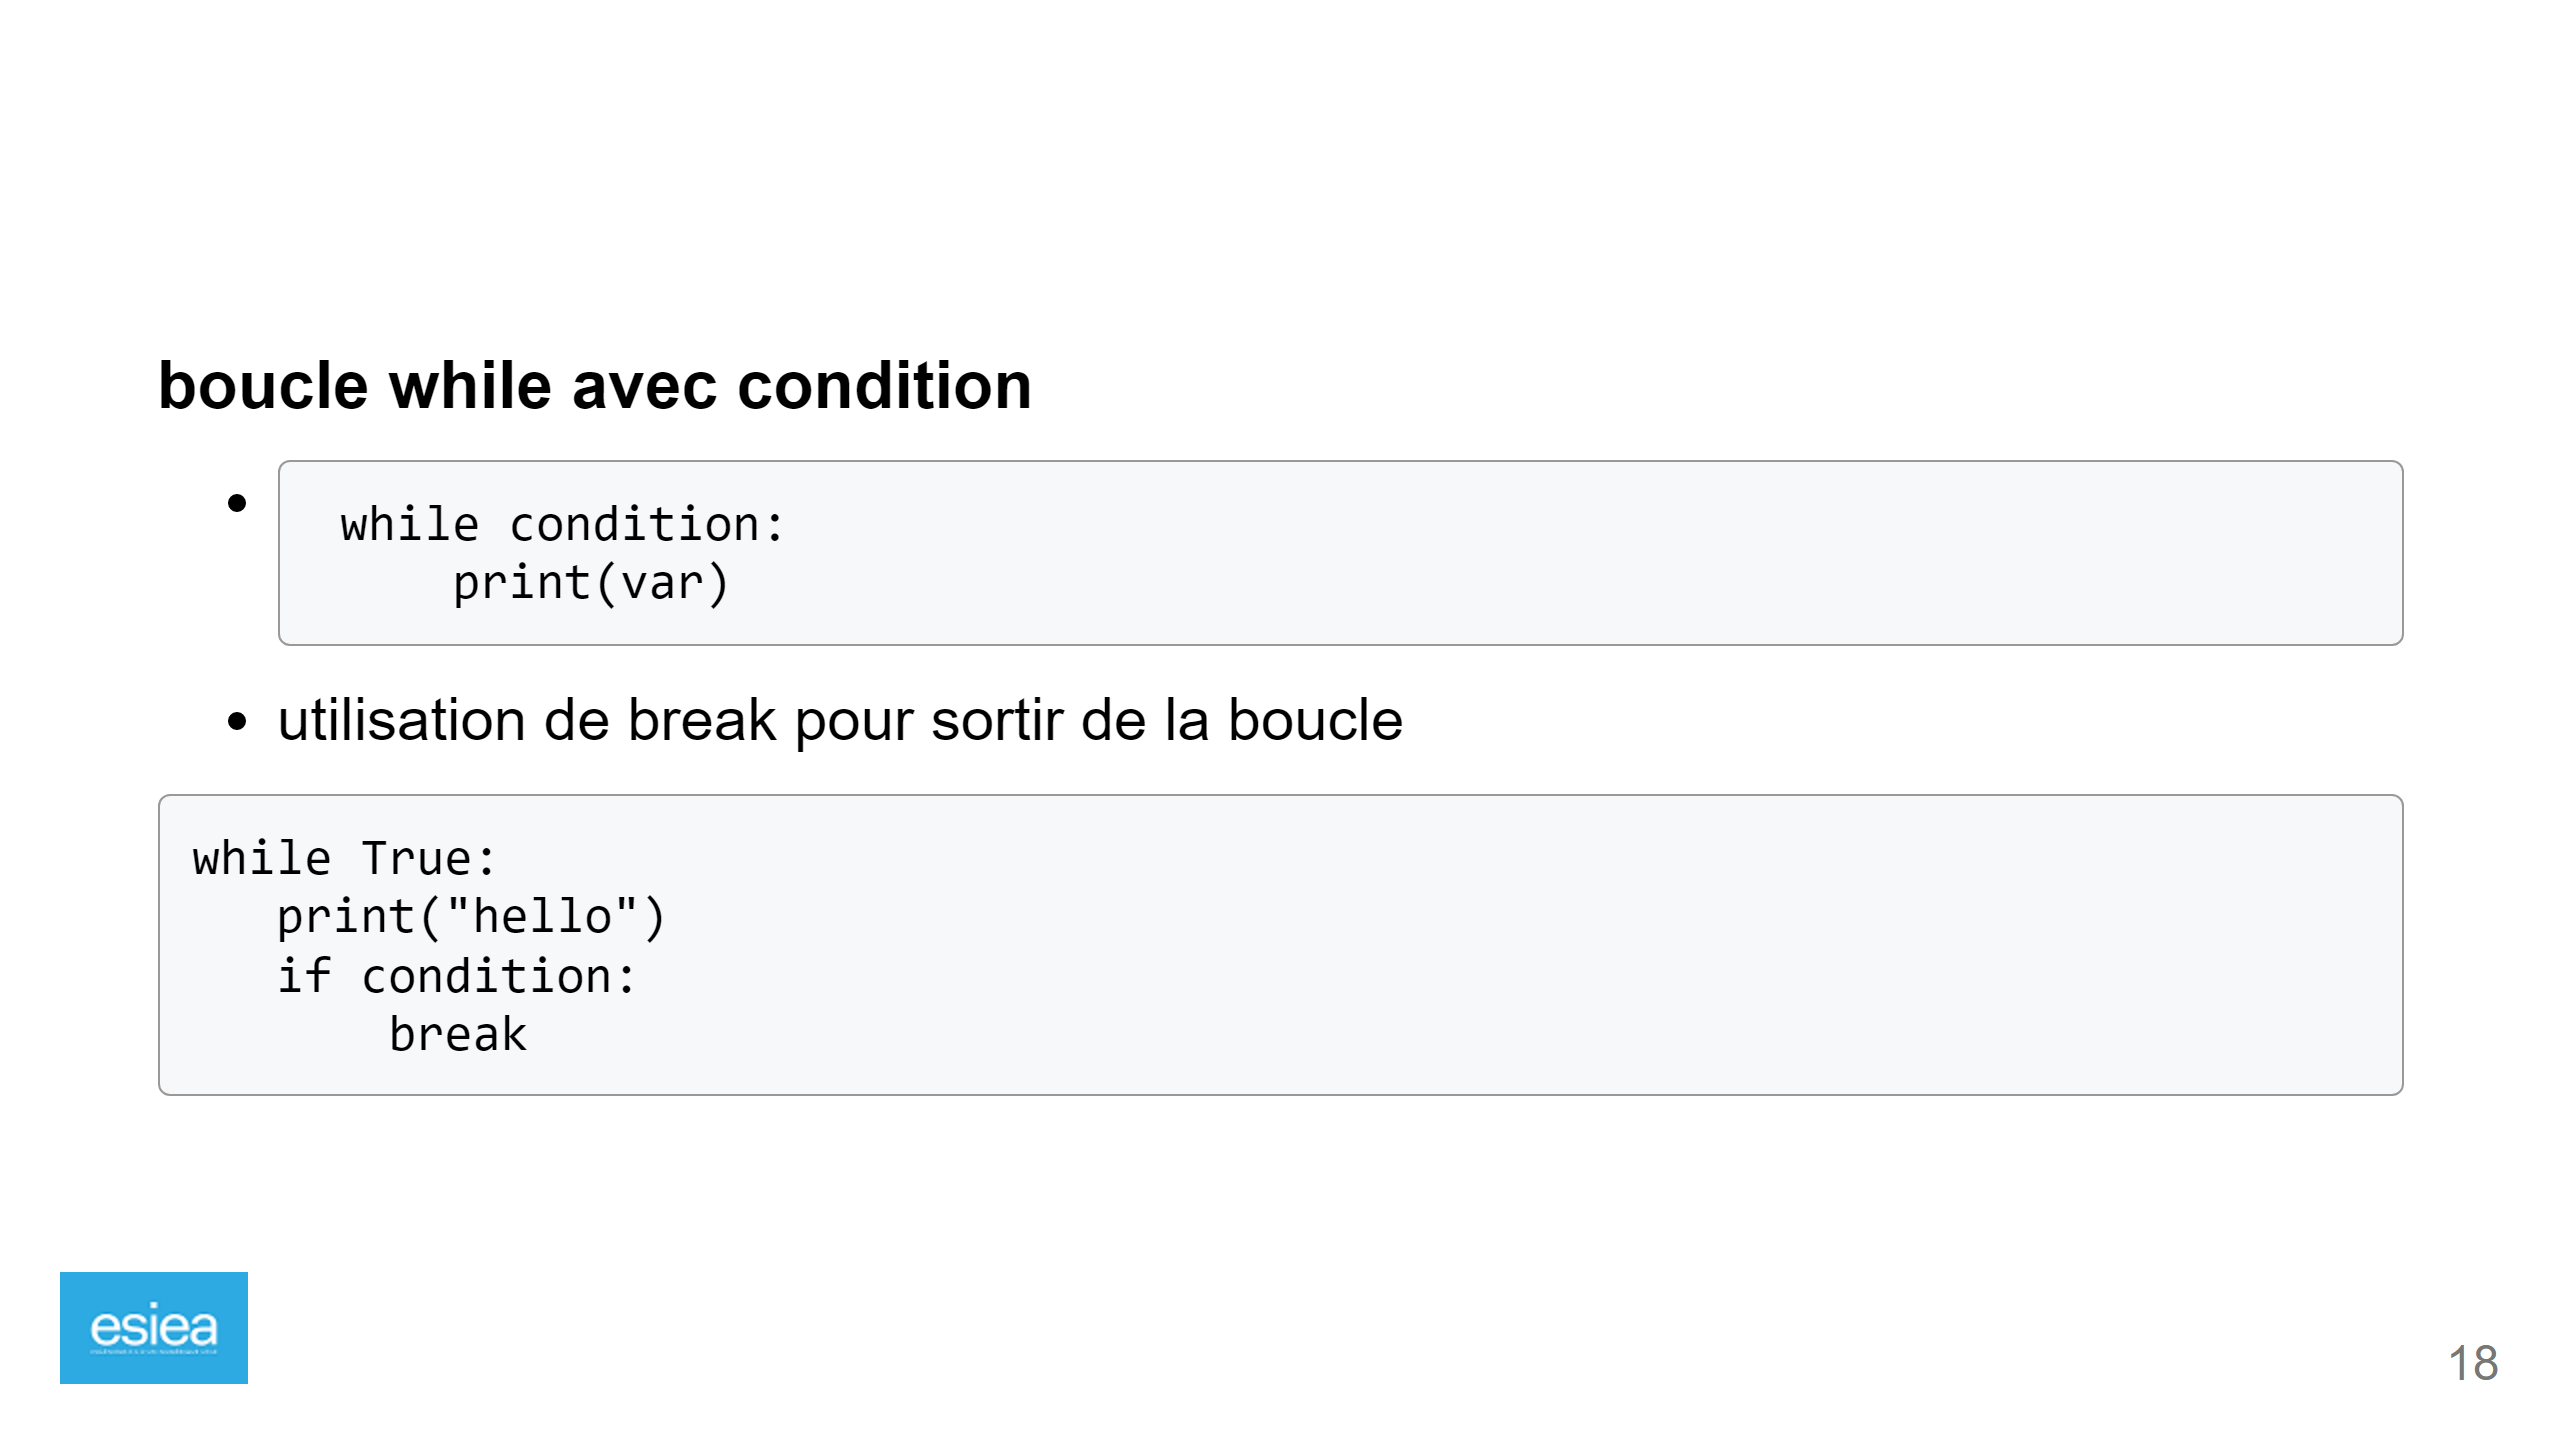 boucle while avec condition
while condition:
print(var)
utilisation de break pour sortir de la boucle
while True:
print("hello")
if condition:
break
esiea
18